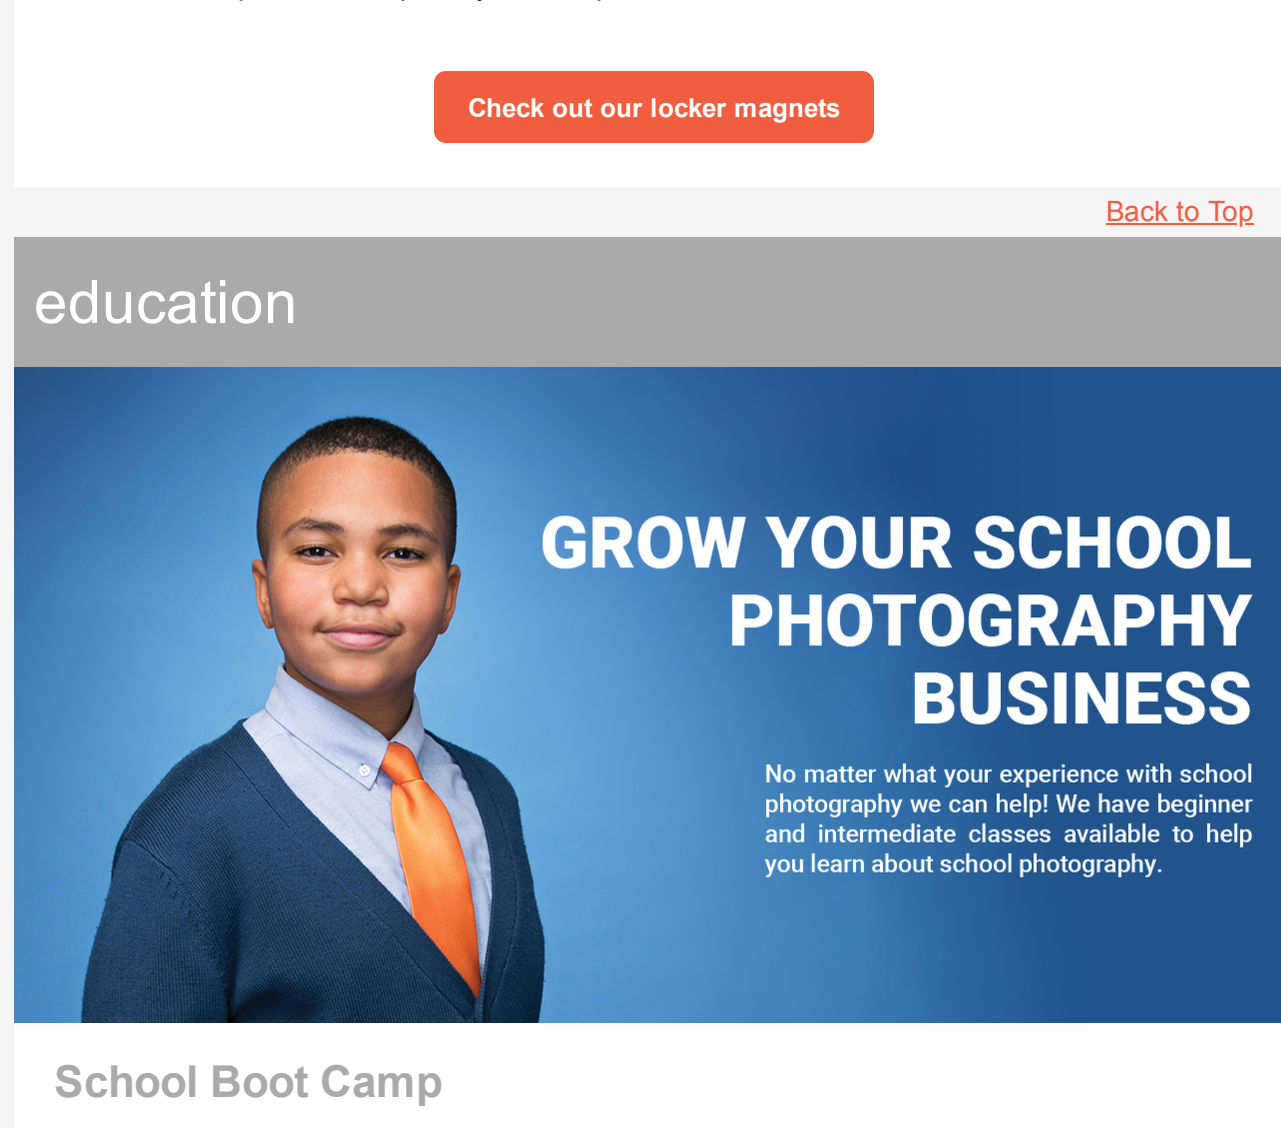 Check out our locker magnets
Back to Top
education
GROW YOUR SCHOOL
PHOTOGRAPHY
BUSINESS
No matter what your experience with school
photography we can help! We have beginner
and intermediate classes available to help
you learn about school photography.
School Boot Camp